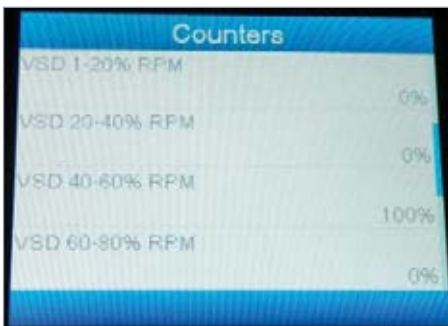 Counters
VSD 1-20% RPM
0%
VSD 20-40% RPM
0%
VSD 40-60% RPM
100%
VSD 60-80% RPM
0%